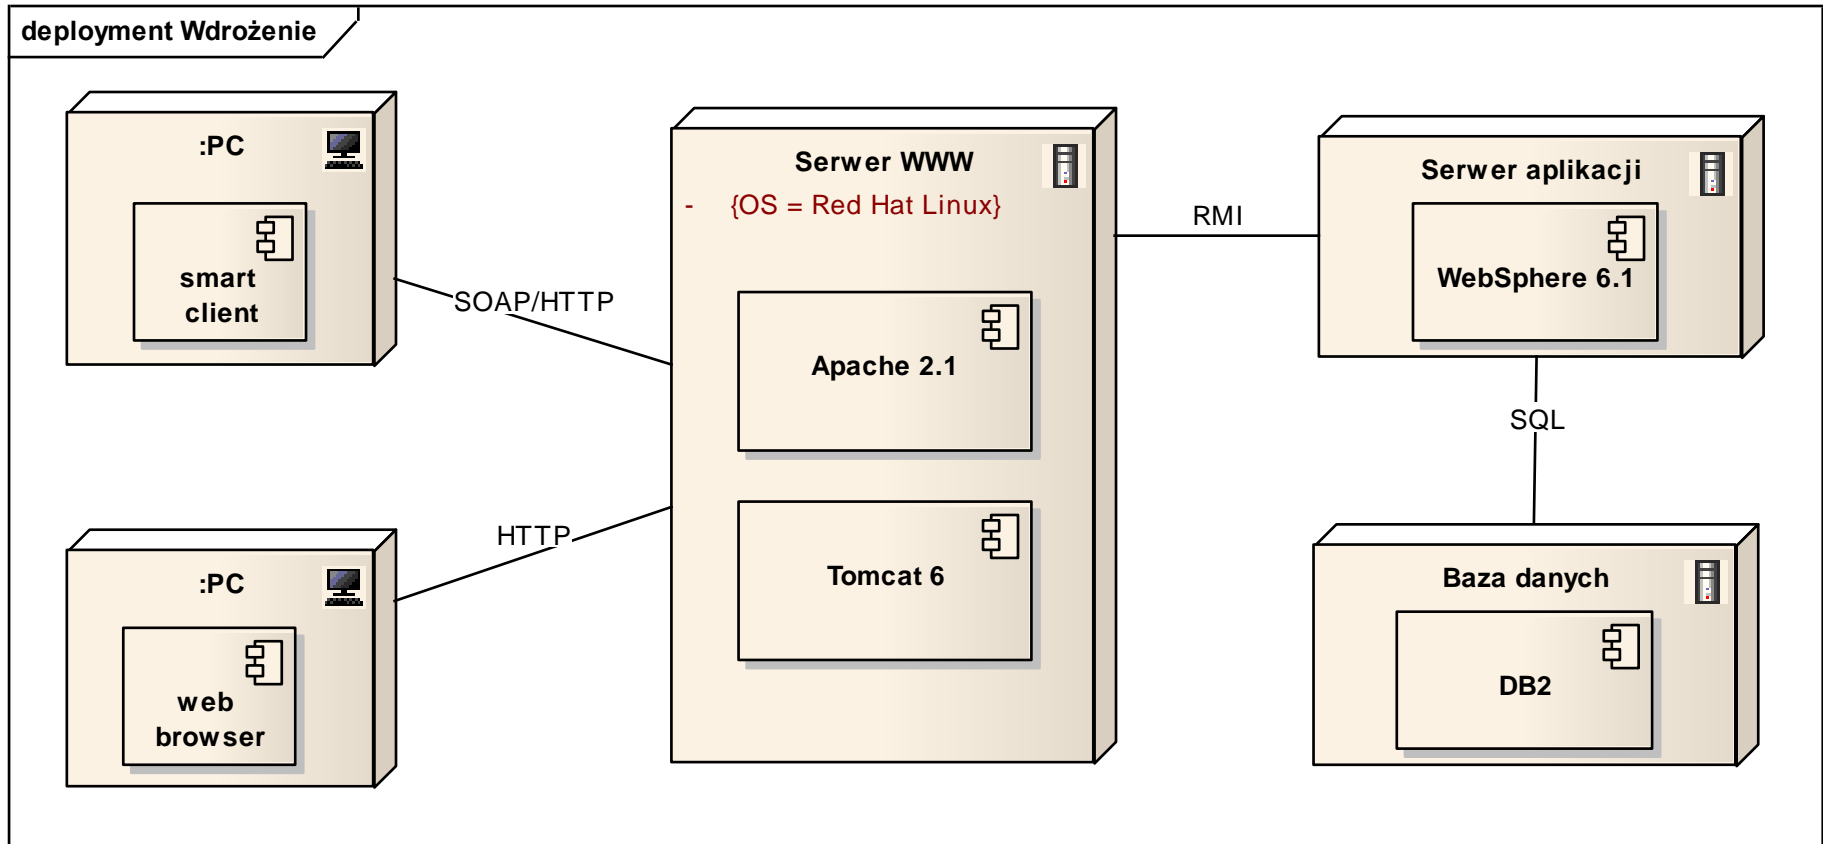 deployment Wdrożenie
:PC
smart
client
SOAP/HTTP
:PC
web
browser
HTTP
Serwer WWW
- {OS = Red Hat Linux}
Apache 2.1
Tomcat 6
RMI
Serwer aplikacji
WebSphere 6.1
SQL
Baza danych
DB2